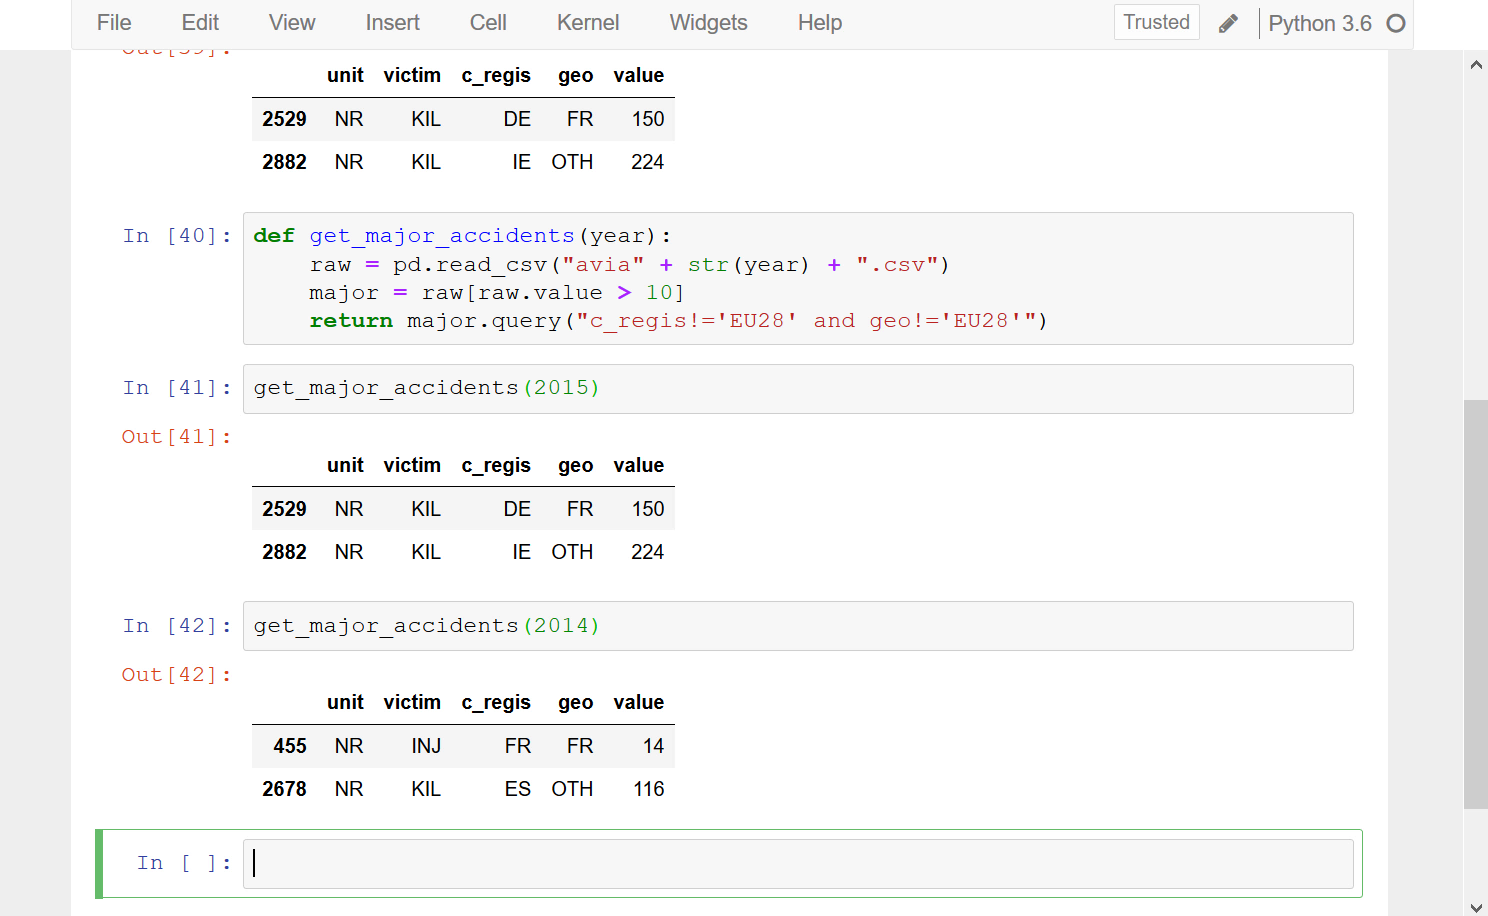 File Edit View Insert Cell Kernel Widgets Help Trusted Python 3.6
Out[39]:
unit victim c_regis geo value
2529 NR KIL DE FR 150
2882 NR KIL IE OTH 224
In [40]: def get_major_accidents(year):
raw = pd.read_csv("avia" + str(year) + ".csv")
major = raw[raw.value > 10]
return major.query("c_regis!='EU28' and geo!='EU28'")
In [41]: get_major_accidents(2015)
Out[41]:
unit victim c_regis geo value
2529 NR KIL DE FR 150
2882 NR KIL IE OTH 224
In [42]: get_major_accidents(2014)
Out[42]:
unit victim c_regis geo value
455 NR INJ FR FR 14
2678 NR KIL ES OTH 116
In [ ]: